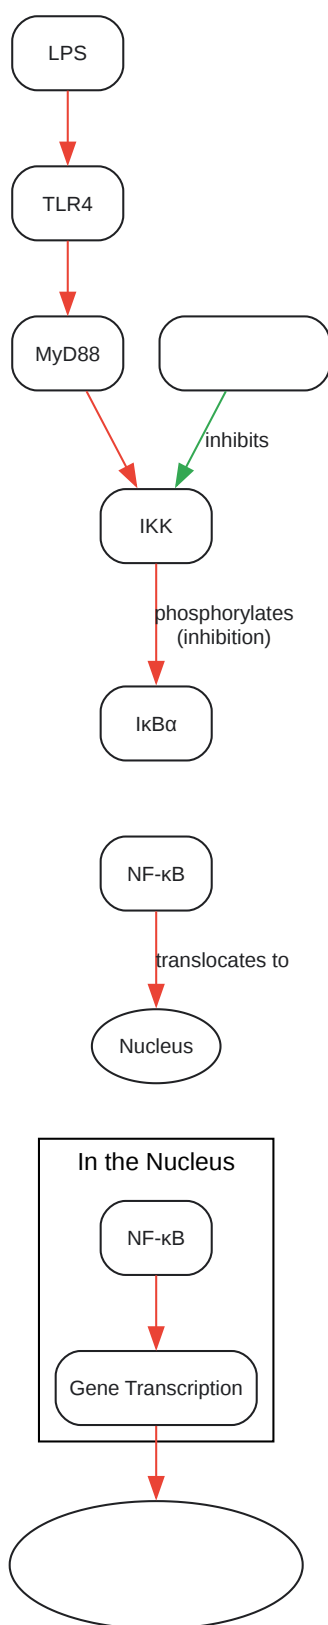 LPS
TLR4
MyD88
inhibits
IKK
phosphorylates
(inhibition)
IκBα
NF-κB
translocates to
Nucleus
In the Nucleus
NF-κB
Gene Transcription